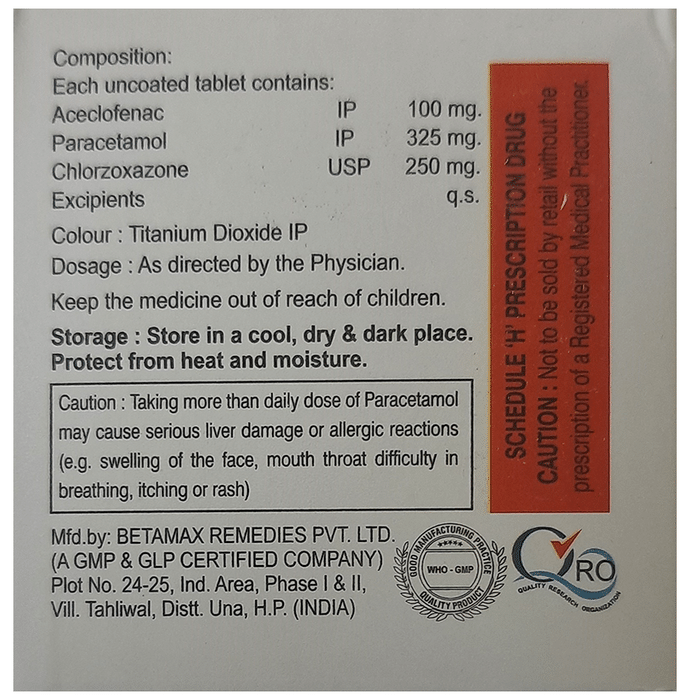 Composition:
Each uncoated tablet contains:
Aceclofenac IP 100 mg.
Paracetamol IP 325 mg.
Chlorzoxazone USP 250 mg.
Excipients q.s.
Colour : Titanium Dioxide IP
Dosage : As directed by the Physician.
Keep the medicine out of reach of children.
Storage : Store in a cool, dry & dark place.
Protect from heat and moisture.
Caution : Taking more than daily dose of Paracetamol
may cause serious liver damage or allergic reactions
(e.g. swelling of the face, mouth throat difficulty in
breathing, itching or rash)
SCHEDULE 'H' PRESCRIPTION DRUG
CAUTION : Not to be sold by retail without the
prescription of a Registered Medical Practitioner.
Mfd.by: BETAMAX REMEDIES PVT. LTD.
(A GMP & GLP CERTIFIED COMPANY)
Plot No. 24-25, Ind. Area, Phase I & II,
Vill. Tahliwal, Distt. Una, H.P. (INDIA)
GOOD MANUFACTURING PRACTICE
WHO - GMP
QUALITY PRODUCT
QRO
QUALITY RESEARCH ORGANIZATION